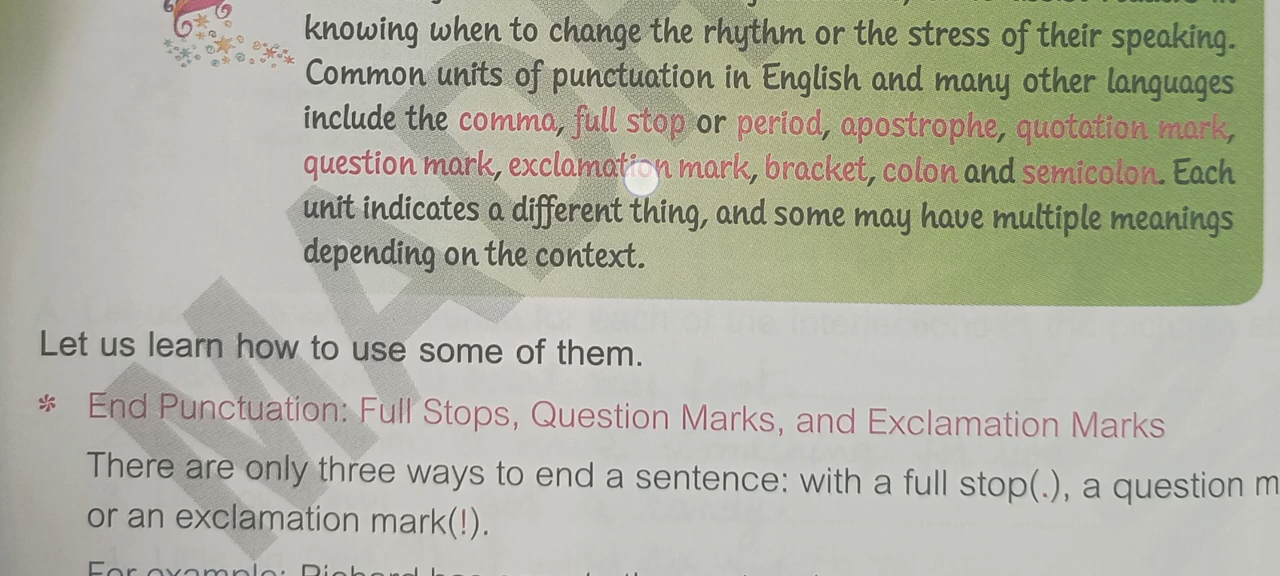 knowing when to change the rhythm or the stress of their speaking.
Common units of punctuation in English and many other languages
include the comma, full stop or period, apostrophe, quotation mark,
question mark, exclamation mark, bracket, colon and semicolon. Each
unit indicates a different thing, and some may have multiple meanings
depending on the context.
Let us learn how to use some of them.
* End Punctuation: Full Stops, Question Marks, and Exclamation Marks
There are only three ways to end a sentence: with a full stop(.), a question m
or an exclamation mark(!).
For example: Richard